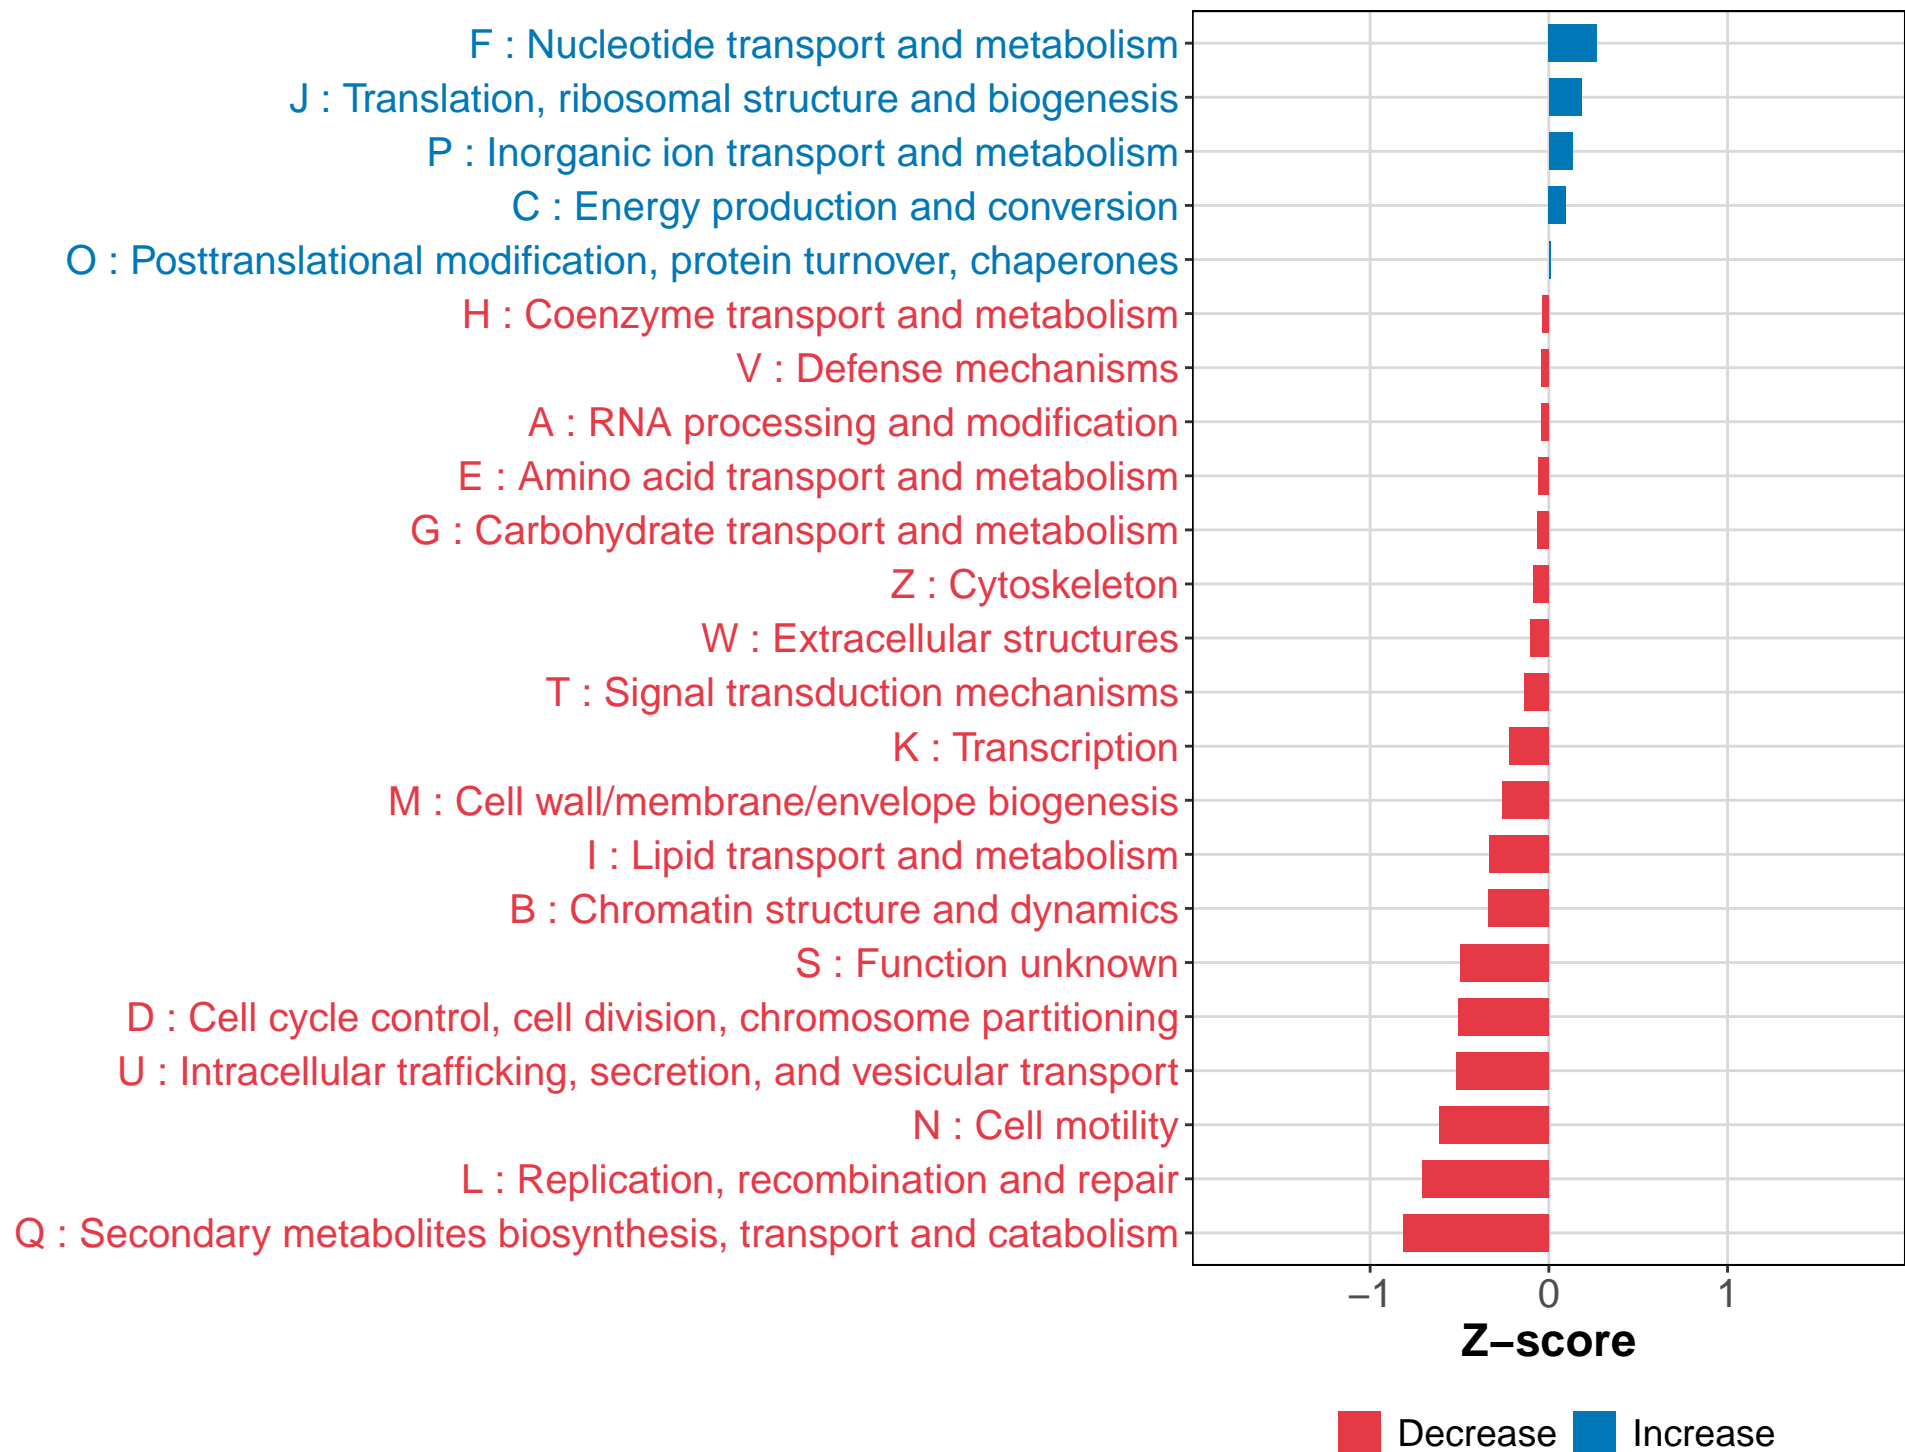 F : Nucleotide transport and metabolism
J : Translation, ribosomal structure and biogenesis
P : Inorganic ion transport and metabolism
C : Energy production and conversion
O : Posttranslational modification, protein turnover, chaperones
H : Coenzyme transport and metabolism
V : Defense mechanisms
A : RNA processing and modification
E : Amino acid transport and metabolism
G : Carbohydrate transport and metabolism
Z : Cytoskeleton
W : Extracellular structures
T : Signal transduction mechanisms
K : Transcription
M : Cell wall/membrane/envelope biogenesis
I : Lipid transport and metabolism
B : Chromatin structure and dynamics
S : Function unknown
D : Cell cycle control, cell division, chromosome partitioning
U : Intracellular trafficking, secretion, and vesicular transport
N : Cell motility
L : Replication, recombination and repair
Q : Secondary metabolites biosynthesis, transport and catabolism
−1 0 1
Z−score
Decrease Increase